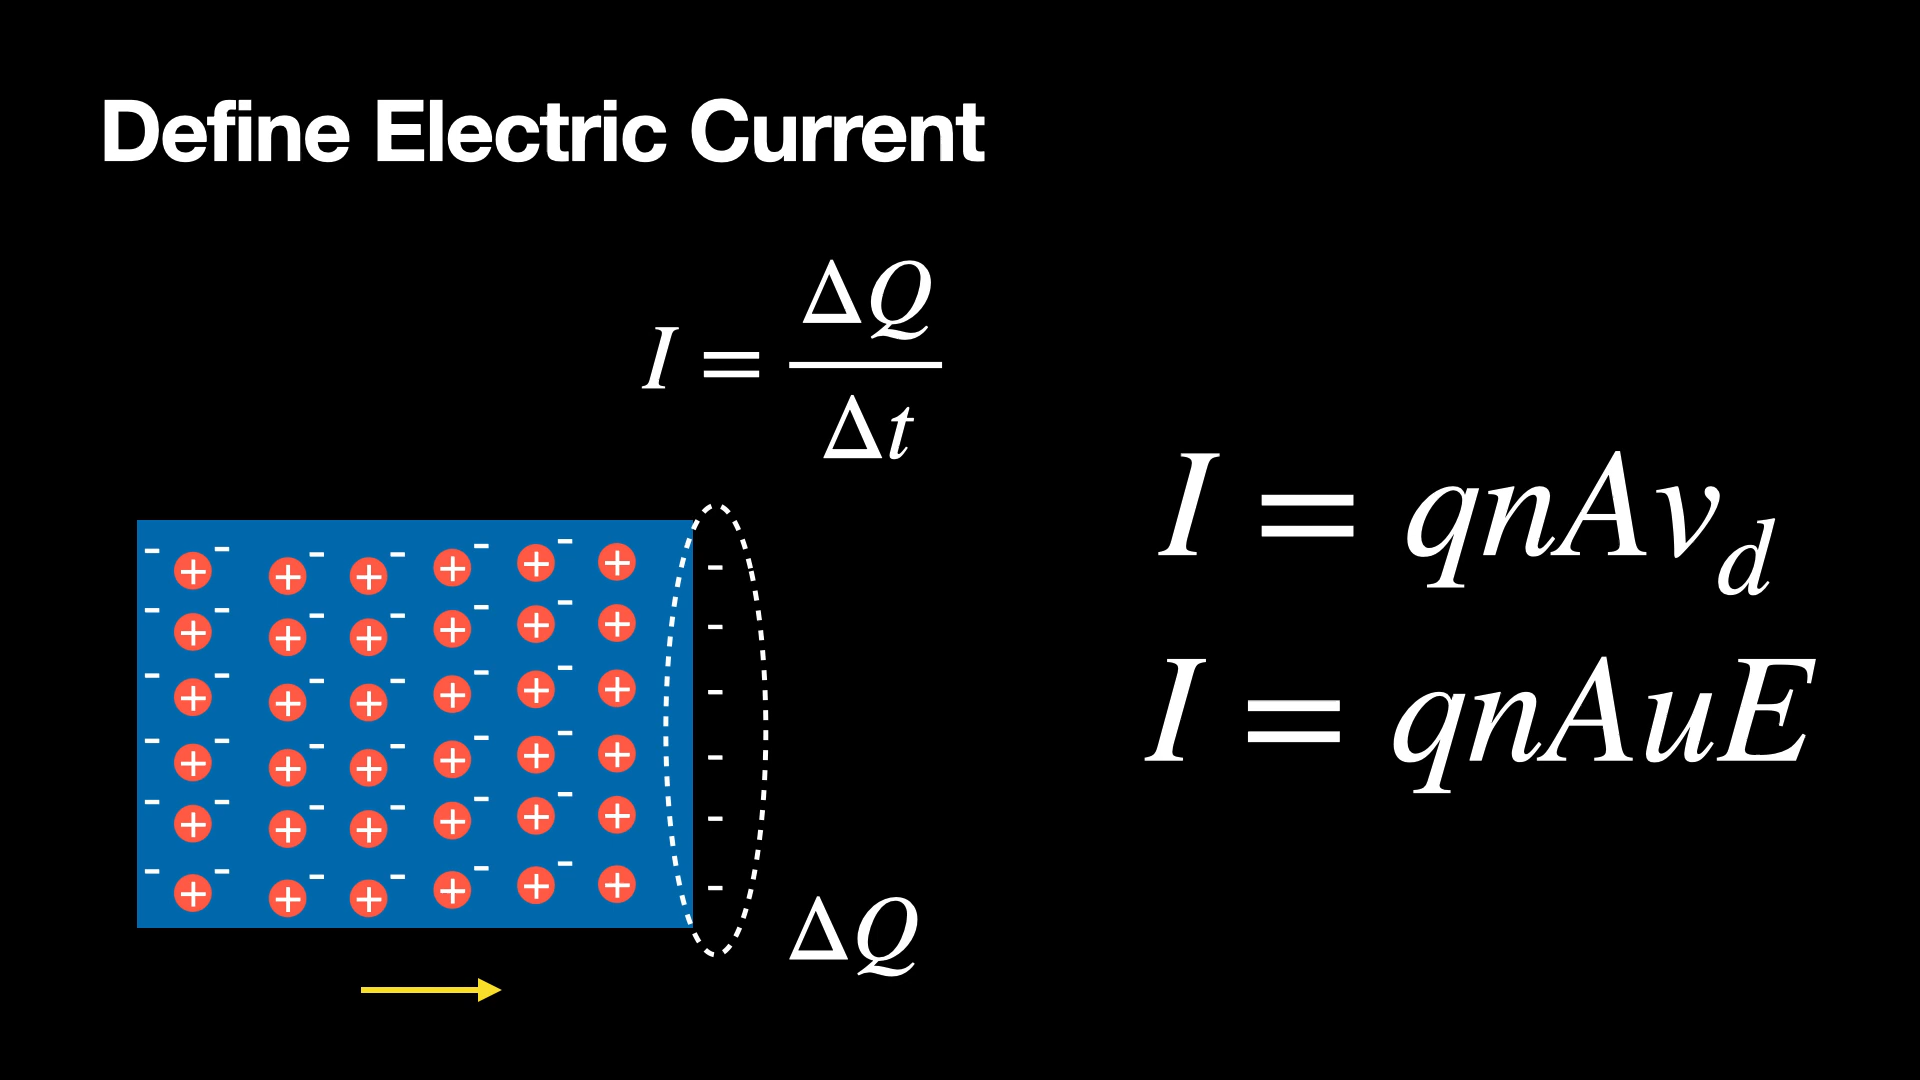 Define Electric Current
I = ΔQ / Δt
I = qnAv_d
I = qnAuE
- + - + - + - + - + - + -
- + - + - + - + - + - + -
- + - + - + - + - + - + -
- + - + - + - + - + - + -
- + - + - + - + - + - + -
- + - + - + - + - + - + -
ΔQ